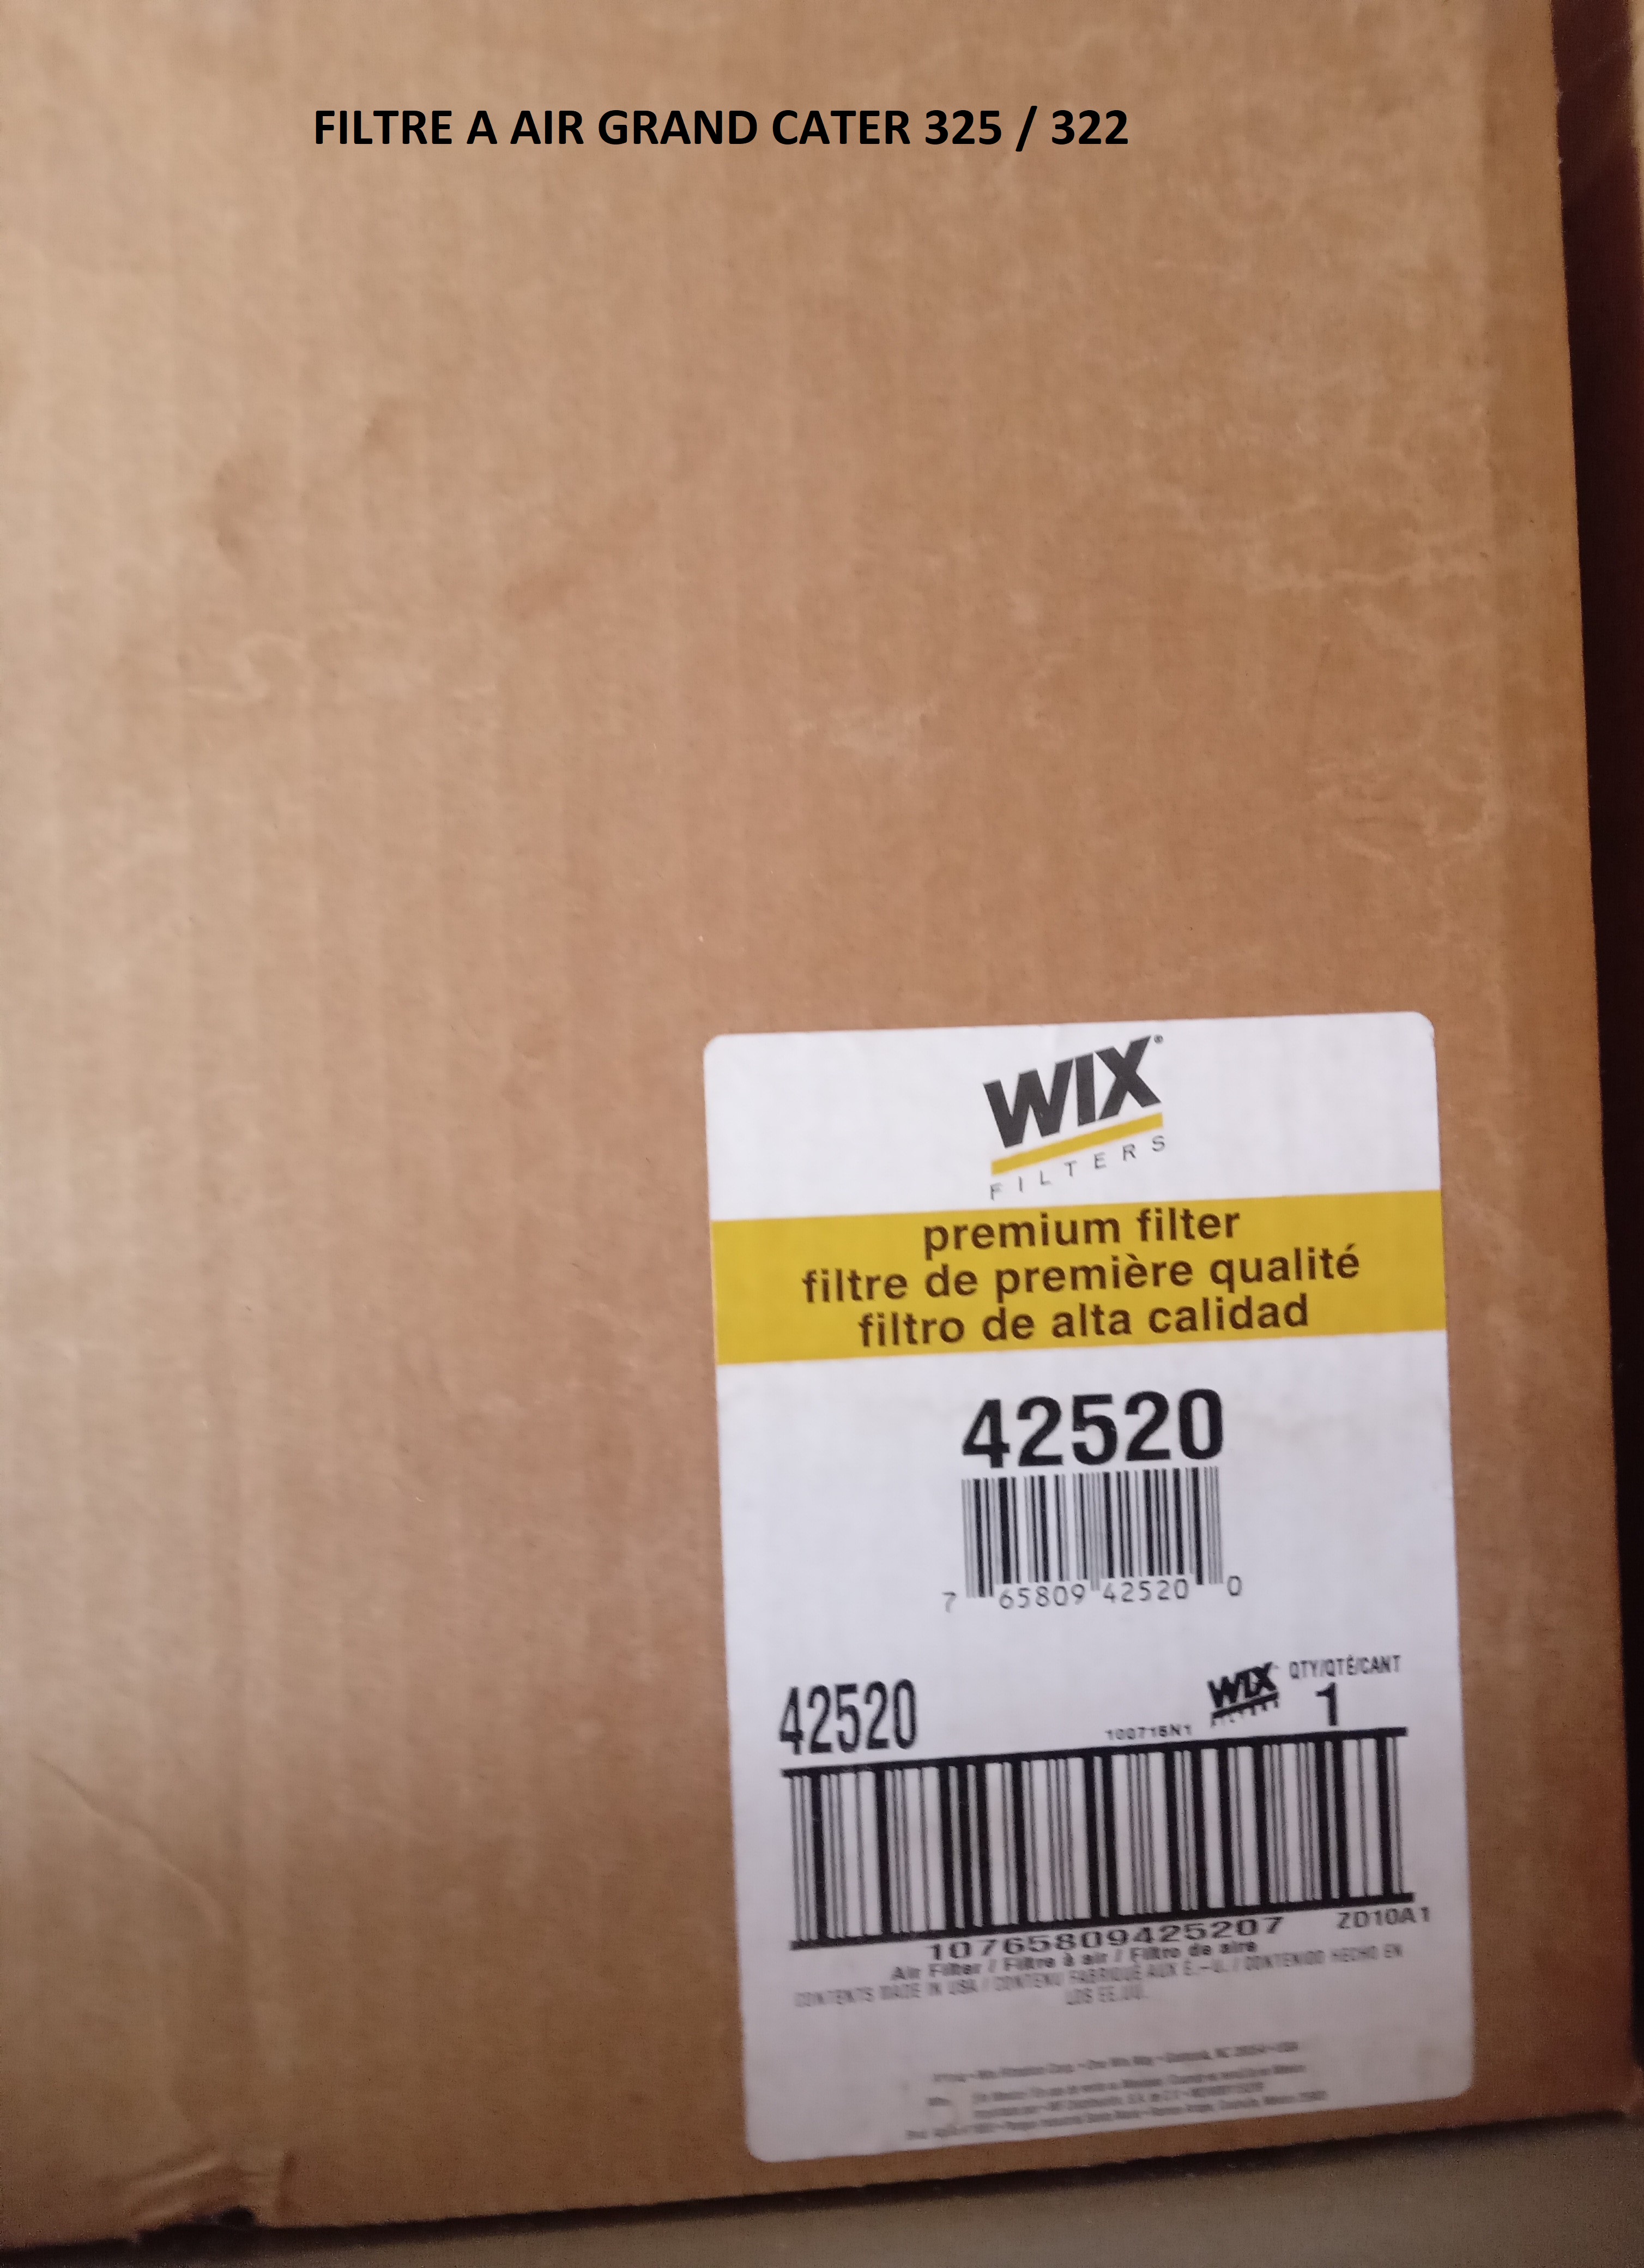 FILTRE A AIR GRAND CATER 325 / 322
WIX
FILTERS
premium filter
filtre de première qualité
filtro de alta calidad
42520
7 65809 42520 0
42520
WIX
FILTERS
QTY/QTÉ/CANT
1
100716N1
10765809425207
ZD10A1
Air Filter / Filtre à air / Filtro de aire
CONTENTS MADE IN USA / CONTENU FABRIQUÉ AUX É.-U. / CONTENIDO HECHO EN
LOS EE.UU.